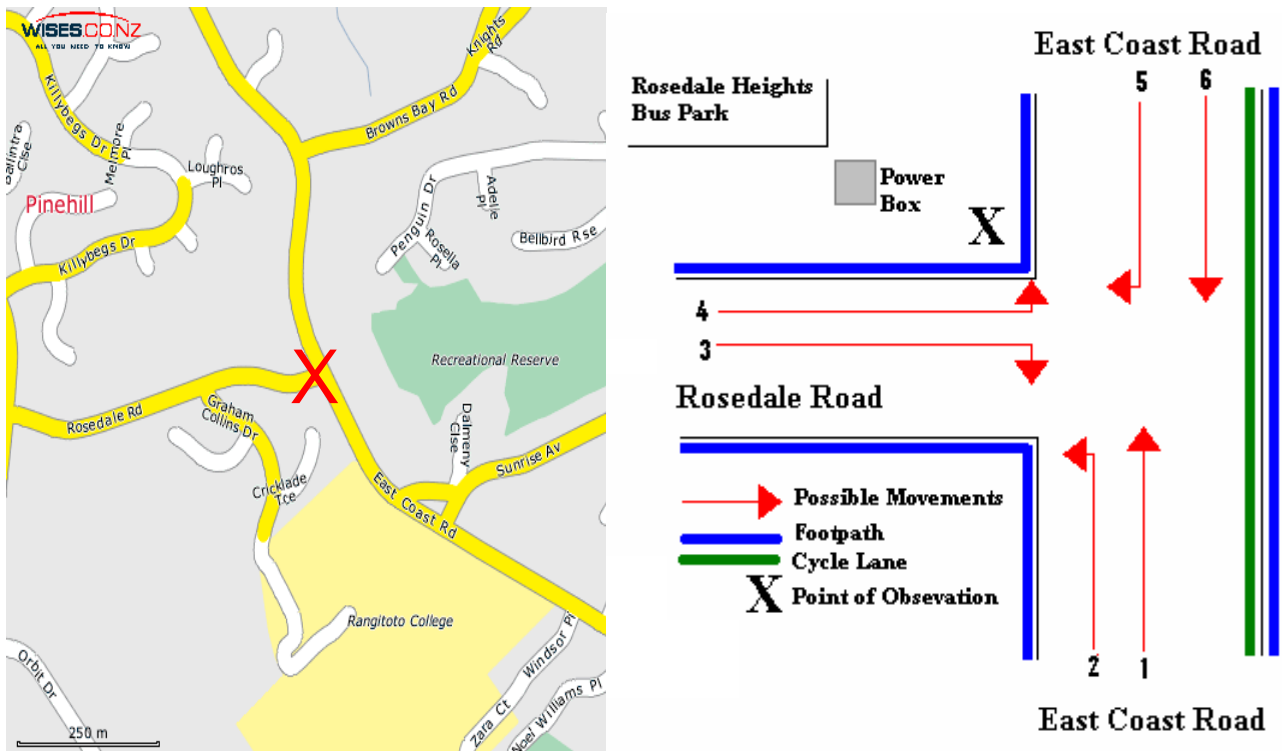 WISES.CO.NZ
ALL YOU NEED TO KNOW
Knights
Rd
Browns Bay Rd
Killybegs Dr
Melmore
Pl
Ballintra
Clse
Loughros
Pl
Pinehill
Killybegs Dr
Penguin Dr
Adelle
Pl
Rosella
Pl
Bellbird Rse
Recreational Reserve
X
Rosedale Rd
Graham
Collins Dr
Dalmeny
Clse
Sunrise Av
Cricklade
Tce
East Coast Rd
Rangitoto College
Orbit Dr
Windsor Pl
Zara Ct
Noel Williams Pl
250 m
East Coast Road
5
6
Rosedale Heights
Bus Park
Power
Box
X
4
3
Rosedale Road
Possible Movements
Footpath
Cycle Lane
X Point of Obsevation
2
1
East Coast Road